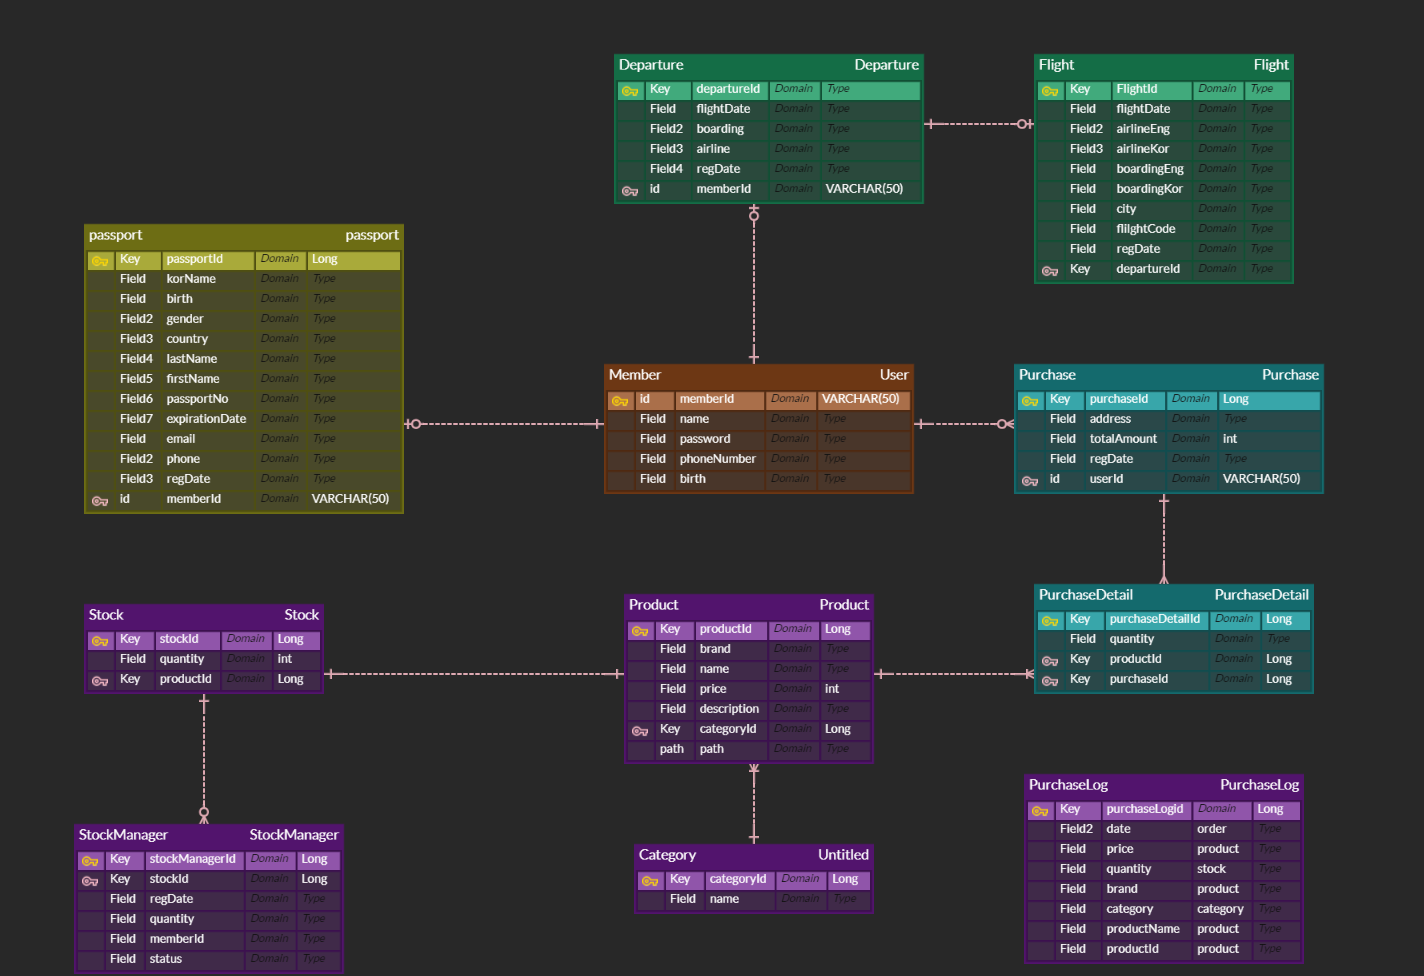 Departure Departure
Key departureId Domain Type
Field flightDate Domain Type
Field2 boarding Domain Type
Field3 airline Domain Type
Field4 regDate Domain Type
id memberId Domain VARCHAR(50)
Flight Flight
Key FlightId Domain Type
Field flightDate Domain Type
Field2 airlineEng Domain Type
Field3 airlineKor Domain Type
Field boardingEng Domain Type
Field boardingKor Domain Type
Field city Domain Type
Field flilghtCode Domain Type
Field regDate Domain Type
Key departureId Domain Type
passport passport
Key passportId Domain Long
Field korName Domain Type
Field birth Domain Type
Field2 gender Domain Type
Field3 country Domain Type
Field4 lastName Domain Type
Field5 firstName Domain Type
Field6 passportNo Domain Type
Field7 expirationDate Domain Type
Field email Domain Type
Field2 phone Domain Type
Field3 regDate Domain Type
id memberId Domain VARCHAR(50)
Member User
id memberId Domain VARCHAR(50)
Field name Domain Type
Field password Domain Type
Field phoneNumber Domain Type
Field birth Domain Type
Purchase Purchase
Key purchaseId Domain Long
Field address Domain Type
Field totalAmount Domain int
Field regDate Domain Type
id userId Domain VARCHAR(50)
Stock Stock
Key stockId Domain Long
Field quantity Domain int
Key productId Domain Long
Product Product
Key productId Domain Long
Field brand Domain Type
Field name Domain Type
Field price Domain int
Field description Domain Type
Key categoryId Domain Long
path path Domain Type
PurchaseDetail PurchaseDetail
Key purchaseDetailId Domain Long
Field quantity Domain Type
Key productId Domain Long
Key purchaseId Domain Long
StockManager StockManager
Key stockManagerId Domain Long
Key stockId Domain Long
Field regDate Domain Type
Field quantity Domain Type
Field memberId Domain Type
Field status Domain Type
Category Untitled
Key categoryId Domain Long
Field name Domain Type
PurchaseLog PurchaseLog
Key purchaseLogid Domain Long
Field2 date order Type
Field price product Type
Field quantity stock Type
Field brand product Type
Field category category Type
Field productName product Type
Field productId product Type